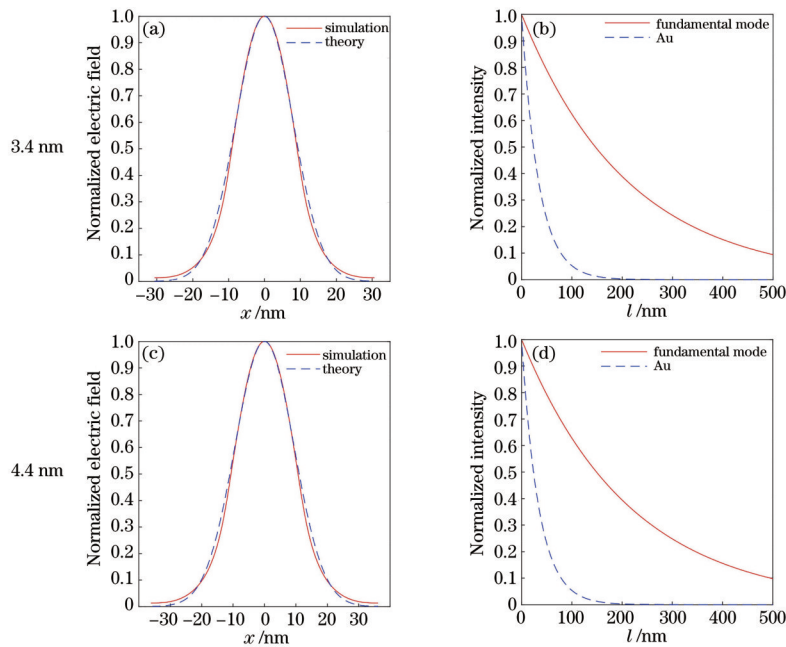 3.4 nm
(a)
simulation
theory
Normalized electric field
1.0
0.9
0.8
0.7
0.6
0.5
0.4
0.3
0.2
0.1
0
−30 −20 −10 0 10 20 30
x /nm
(b)
fundamental mode
Au
Normalized intensity
1.0
0.9
0.8
0.7
0.6
0.5
0.4
0.3
0.2
0.1
0
0 100 200 300 400 500
l /nm
4.4 nm
(c)
simulation
theory
Normalized electric field
1.0
0.9
0.8
0.7
0.6
0.5
0.4
0.3
0.2
0.1
0
−30 −20 −10 0 10 20 30
x /nm
(d)
fundamental mode
Au
Normalized intensity
1.0
0.9
0.8
0.7
0.6
0.5
0.4
0.3
0.2
0.1
0
0 100 200 300 400 500
l /nm